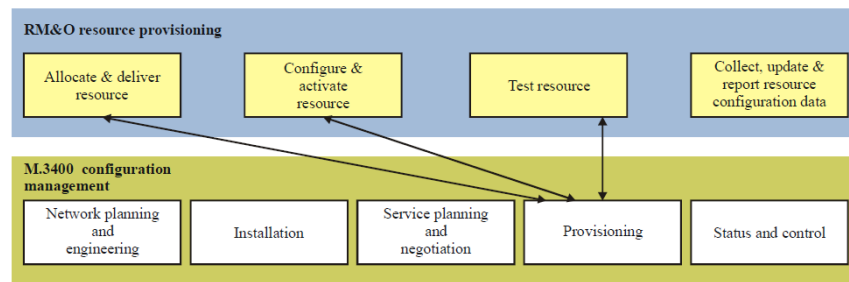 RM&O resource provisioning
Allocate & deliver
resource
Configure &
activate
resource
Test resource
Collect, update &
report resource
configuration data
M.3400 configuration
management
Network planning
and
engineering
Installation
Service planning
and
negotiation
Provisioning
Status and control